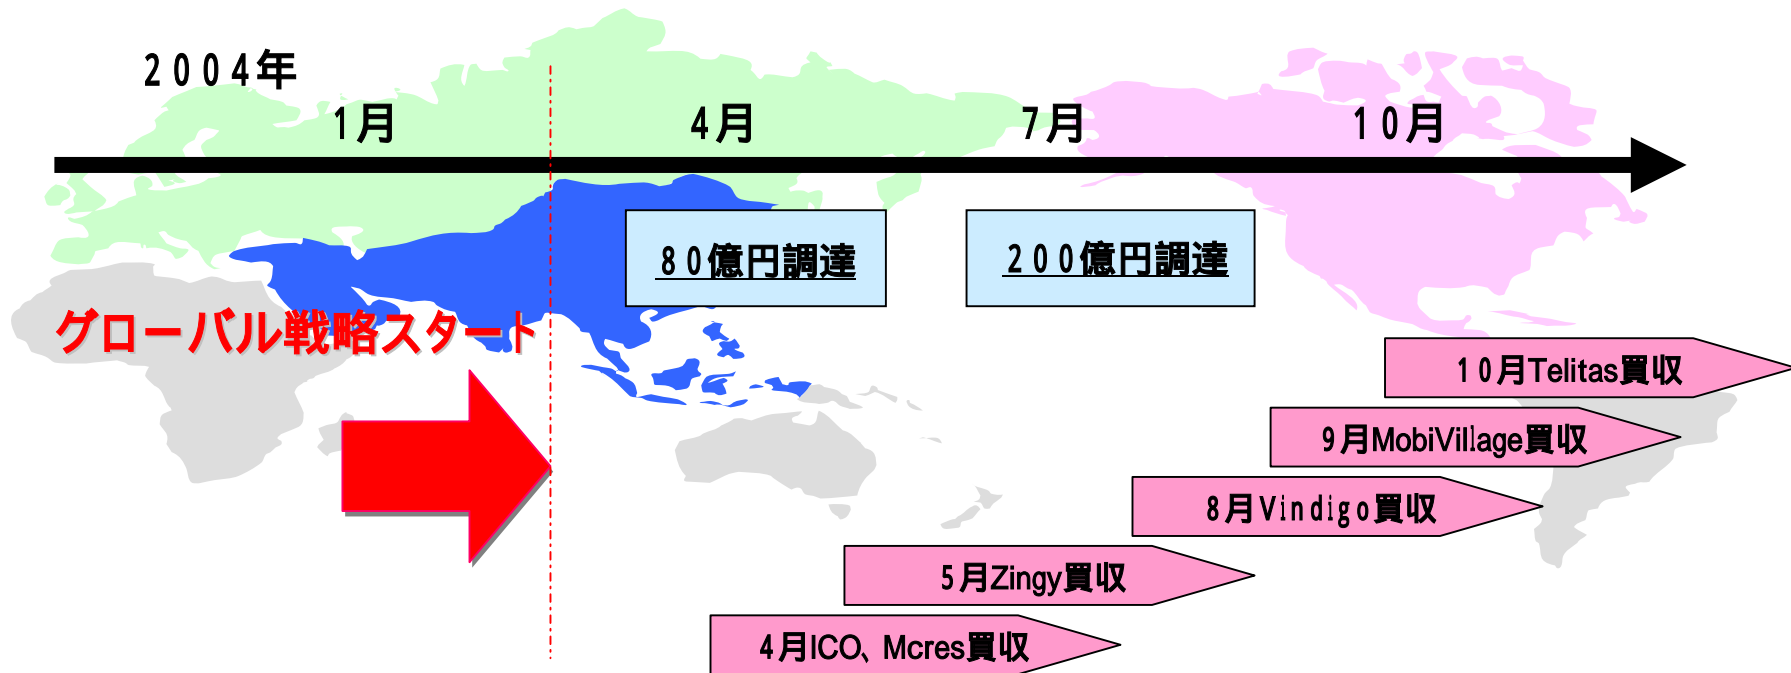 ２００４年
１月
４月
７月
１０月
８０億円調達
２００億円調達
グローバル戦略スタート
１０月Telitas買収
９月MobiVillage買収
８月Ｖｉｎｄｉｇｏ買収
５月Zingy買収
４月ICO、Mcres買収